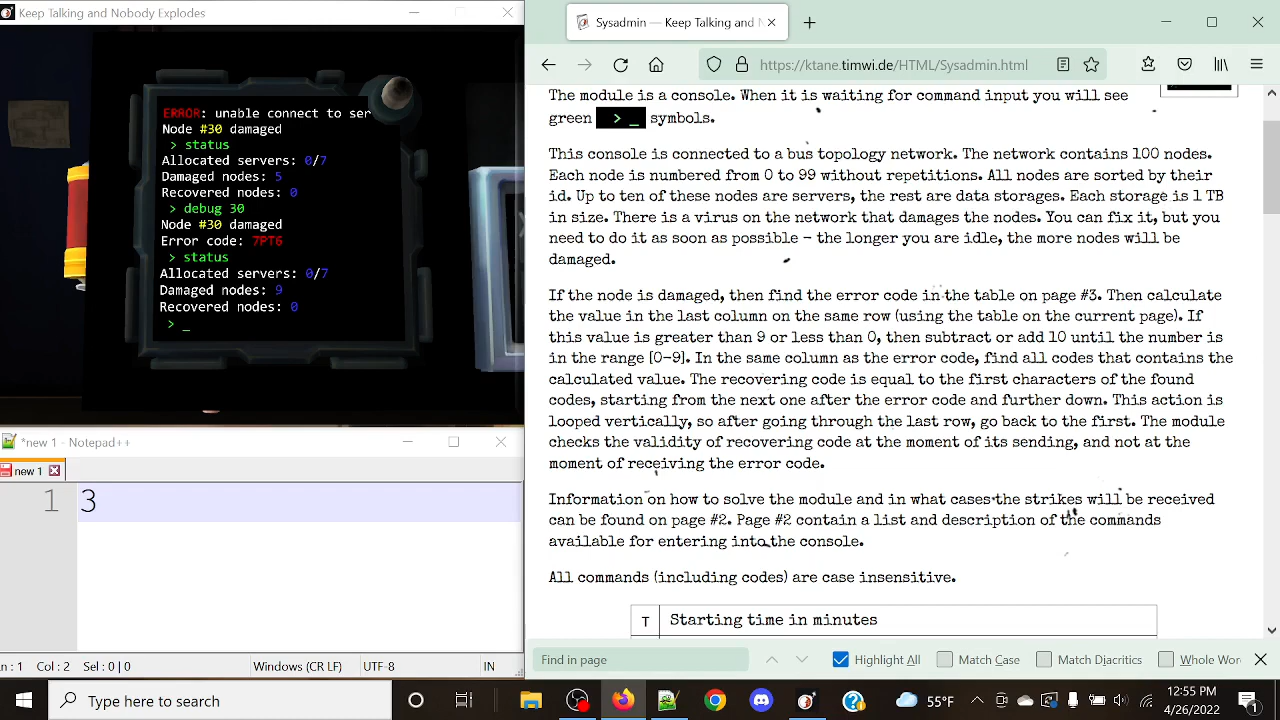 Keep Talking and Nobody Explodes
ERROR: unable connect to ser
Node #30 damaged
> status
Allocated servers: 0/7
Damaged nodes: 5
Recovered nodes: 0
> debug 30
Node #30 damaged
Error code: 7PTG
> status
Allocated servers: 0/7
Damaged nodes: 9
Recovered nodes: 0
> _
*new 1 - Notepad++
new 1
1 3
Ln : 1 Col : 2 Sel : 0 | 0 Windows (CR LF) UTF-8 IN
Sysadmin — Keep Talking and N
https://ktane.timwi.de/HTML/Sysadmin.html
The module is a console. When it is waiting for command input you will see
green > _ symbols.
This console is connected to a bus topology network. The network contains 100 nodes.
Each node is numbered from 0 to 99 without repetitions. All nodes are sorted by their
id. Up to ten of these nodes are servers, the rest are data storages. Each storage is 1 TB
in size. There is a virus on the network that damages the nodes. You can fix it, but you
need to do it as soon as possible – the longer you are idle, the more nodes will be
damaged.
If the node is damaged, then find the error code in the table on page #3. Then calculate
the value in the last column on the same row (using the table on the current page). If
this value is greater than 9 or less than 0, then subtract or add 10 until the number is
in the range [0-9]. In the same column as the error code, find all codes that contains the
calculated value. The recovering code is equal to the first characters of the found
codes, starting from the next one after the error code and further down. This action is
looped vertically, so after going through the last row, go back to the first. The module
checks the validity of recovering code at the moment of its sending, and not at the
moment of receiving the error code.
Information on how to solve the module and in what cases the strikes will be received
can be found on page #2. Page #2 contain a list and description of the commands
available for entering into the console.
All commands (including codes) are case insensitive.
T Starting time in minutes
Find in page Highlight All Match Case Match Diacritics Whole Wor
Type here to search
55°F
12:55 PM
4/26/2022